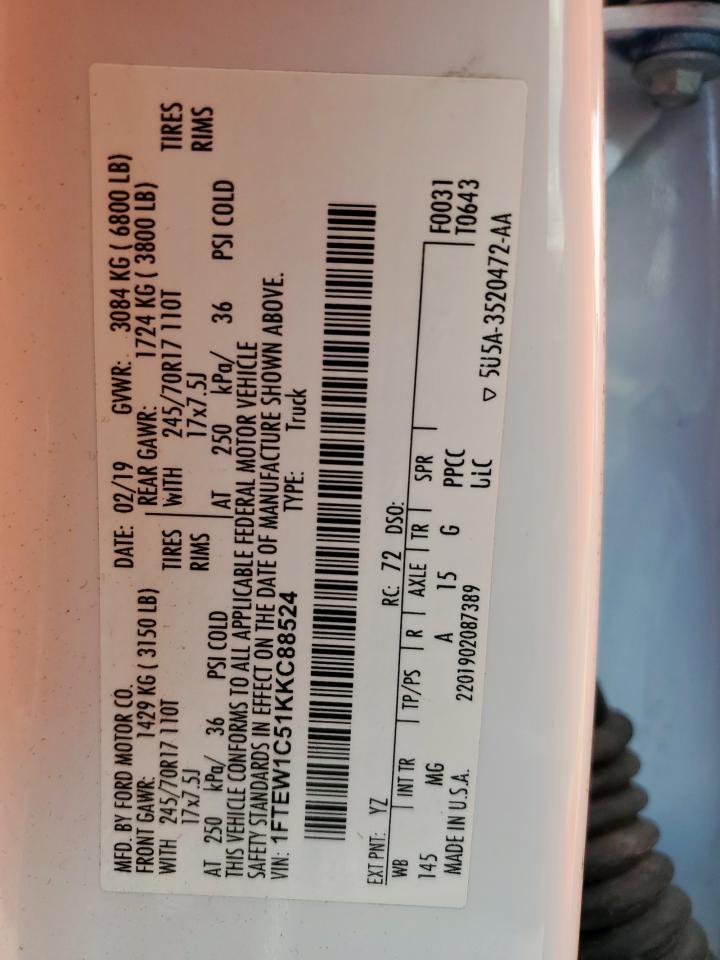 MFD. BY FORD MOTOR CO. DATE: 02/19 GVWR: 3084 KG ( 6800 LB)
FRONT GAWR: 1429 KG ( 3150 LB) REAR GAWR: 1724 KG ( 3800 LB)
WITH 245/70R17 110T TIRES WITH 245/70R17 110T TIRES
17x7.5J RIMS 17x7.5J RIMS
AT 250 kPa/ 36 PSI COLD AT 250 kPa/ 36 PSI COLD
THIS VEHICLE CONFORMS TO ALL APPLICABLE FEDERAL MOTOR VEHICLE
SAFETY STANDARDS IN EFFECT ON THE DATE OF MANUFACTURE SHOWN ABOVE.
VIN: 1FTEW1C51KKC88524 TYPE: Truck
EXT PNT: YZ RC: 72 DSO:
WB INT TR TP/PS R AXLE TR SPR F0031
145 MG A 15 G PPCC T0643
MADE IN U.S.A. 2201902087389 ULC
▽ 5U5A-3520472-AA